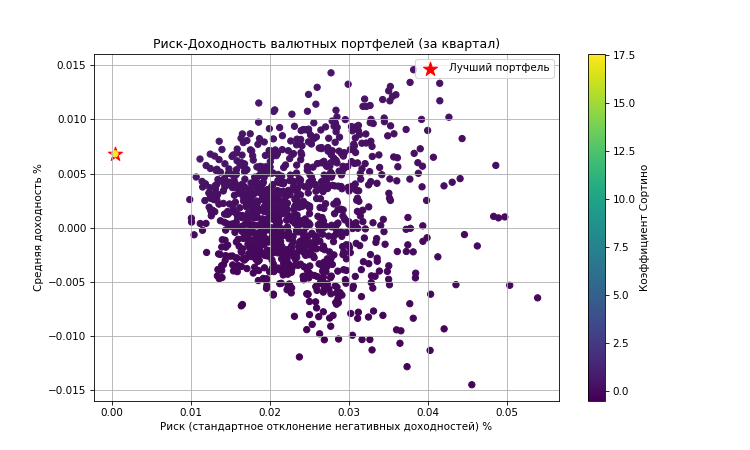 Риск-Доходность валютных портфелей (за квартал)
Лучший портфель
0.015
0.010
0.005
0.000
−0.005
−0.010
−0.015
Средняя доходность %
0.00 0.01 0.02 0.03 0.04 0.05
Риск (стандартное отклонение негативных доходностей) %
17.5
15.0
12.5
10.0
7.5
5.0
2.5
0.0
Коэффициент Сортино